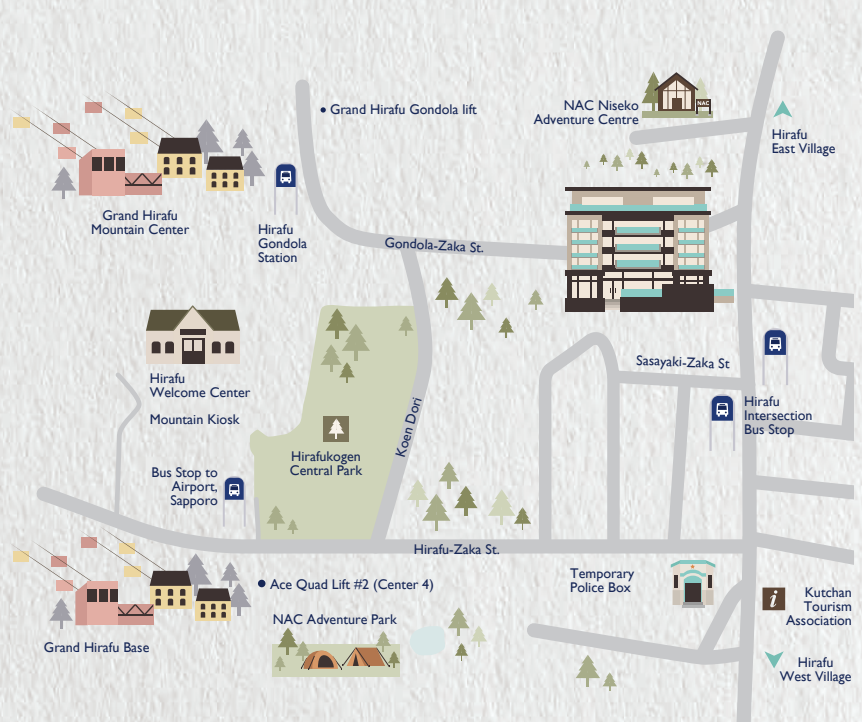 Grand Hirafu Gondola lift
NAC Niseko
Adventure Centre
NAC
Hirafu
East Village
Grand Hirafu
Mountain Center
Hirafu
Gondola
Station
Gondola-Zaka St.
Sasayaki-Zaka St
Hirafu
Welcome Center
Mountain Kiosk
Hirafu
Intersection
Bus Stop
Koen Dori
Hirafukogen
Central Park
Bus Stop to
Airport,
Sapporo
Hirafu-Zaka St.
Ace Quad Lift #2 (Center 4)
Temporary
Police Box
i
Kutchan
Tourism
Association
NAC Adventure Park
Grand Hirafu Base
Hirafu
West Village